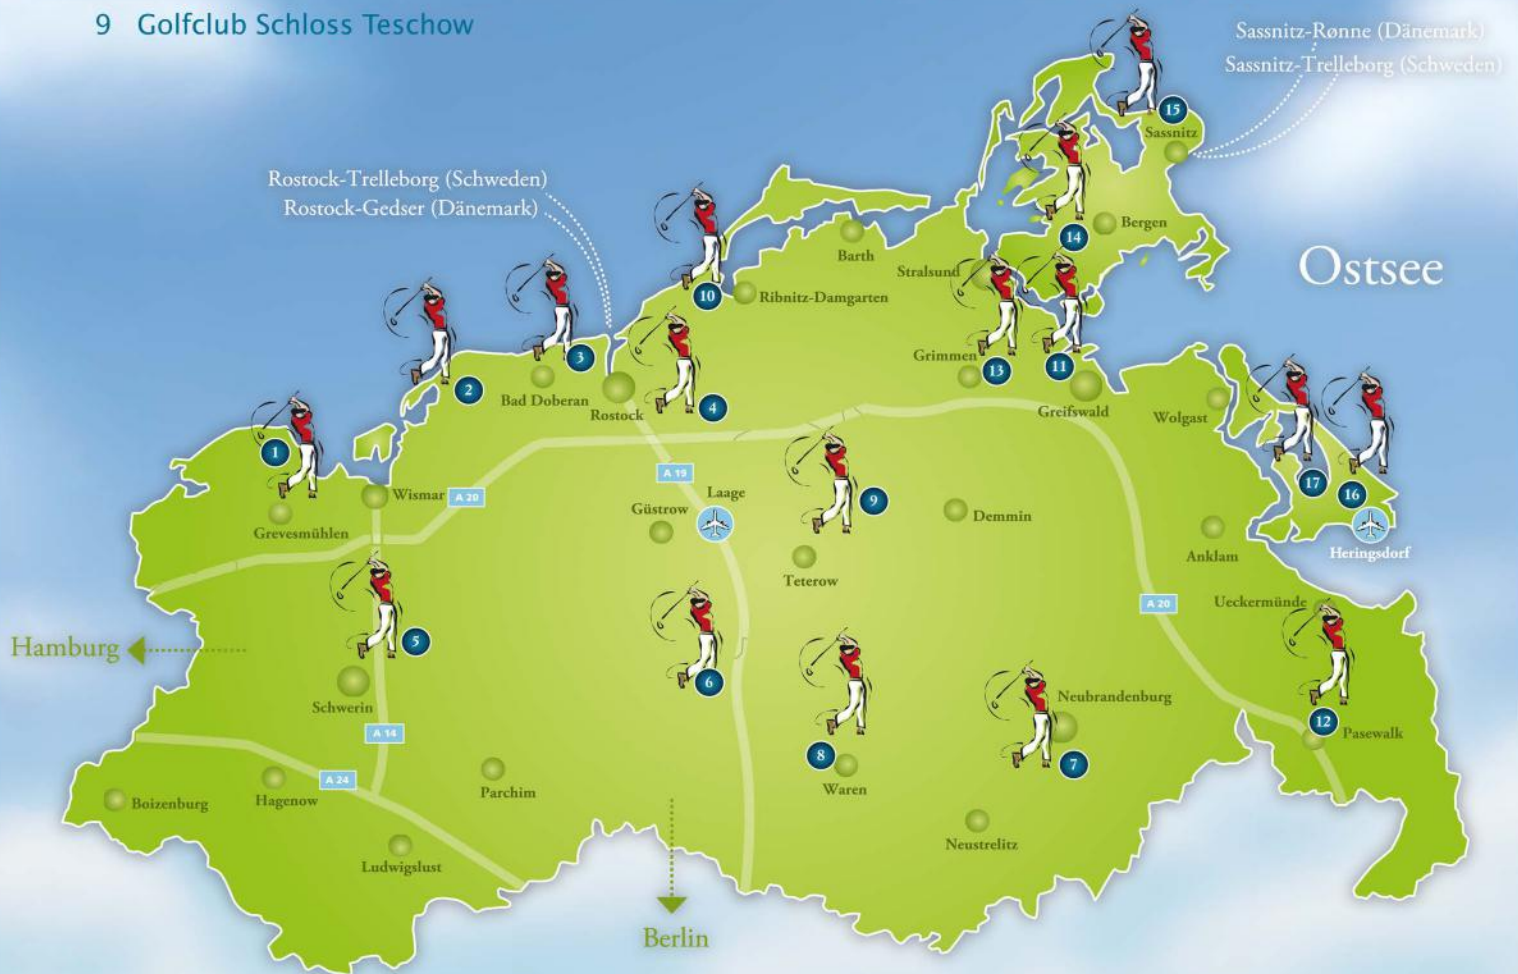 9 Golfclub Schloss Teschow
Sassnitz-Rønne (Dänemark)
Sassnitz-Trelleborg (Schweden)
15
Sassnitz
Rostock-Trelleborg (Schweden)
Rostock-Gedser (Dänemark)
Bergen
14
Barth
Stralsund
Ostsee
10
Ribnitz-Damgarten
3
Grimmen
13
11
2
Bad Doberan
Rostock
4
Greifswald
Wolgast
1
A 19
17
16
Wismar
A 20
Laage
9
Güstrow
Demmin
Grevesmühlen
Anklam
Heringsdorf
Teterow
A 20
Ueckermünde
Hamburg
5
6
Schwerin
Neubrandenburg
12
Pasewalk
A 14
8
7
A 24
Waren
Boizenburg
Hagenow
Parchim
Neustrelitz
Ludwigslust
Berlin